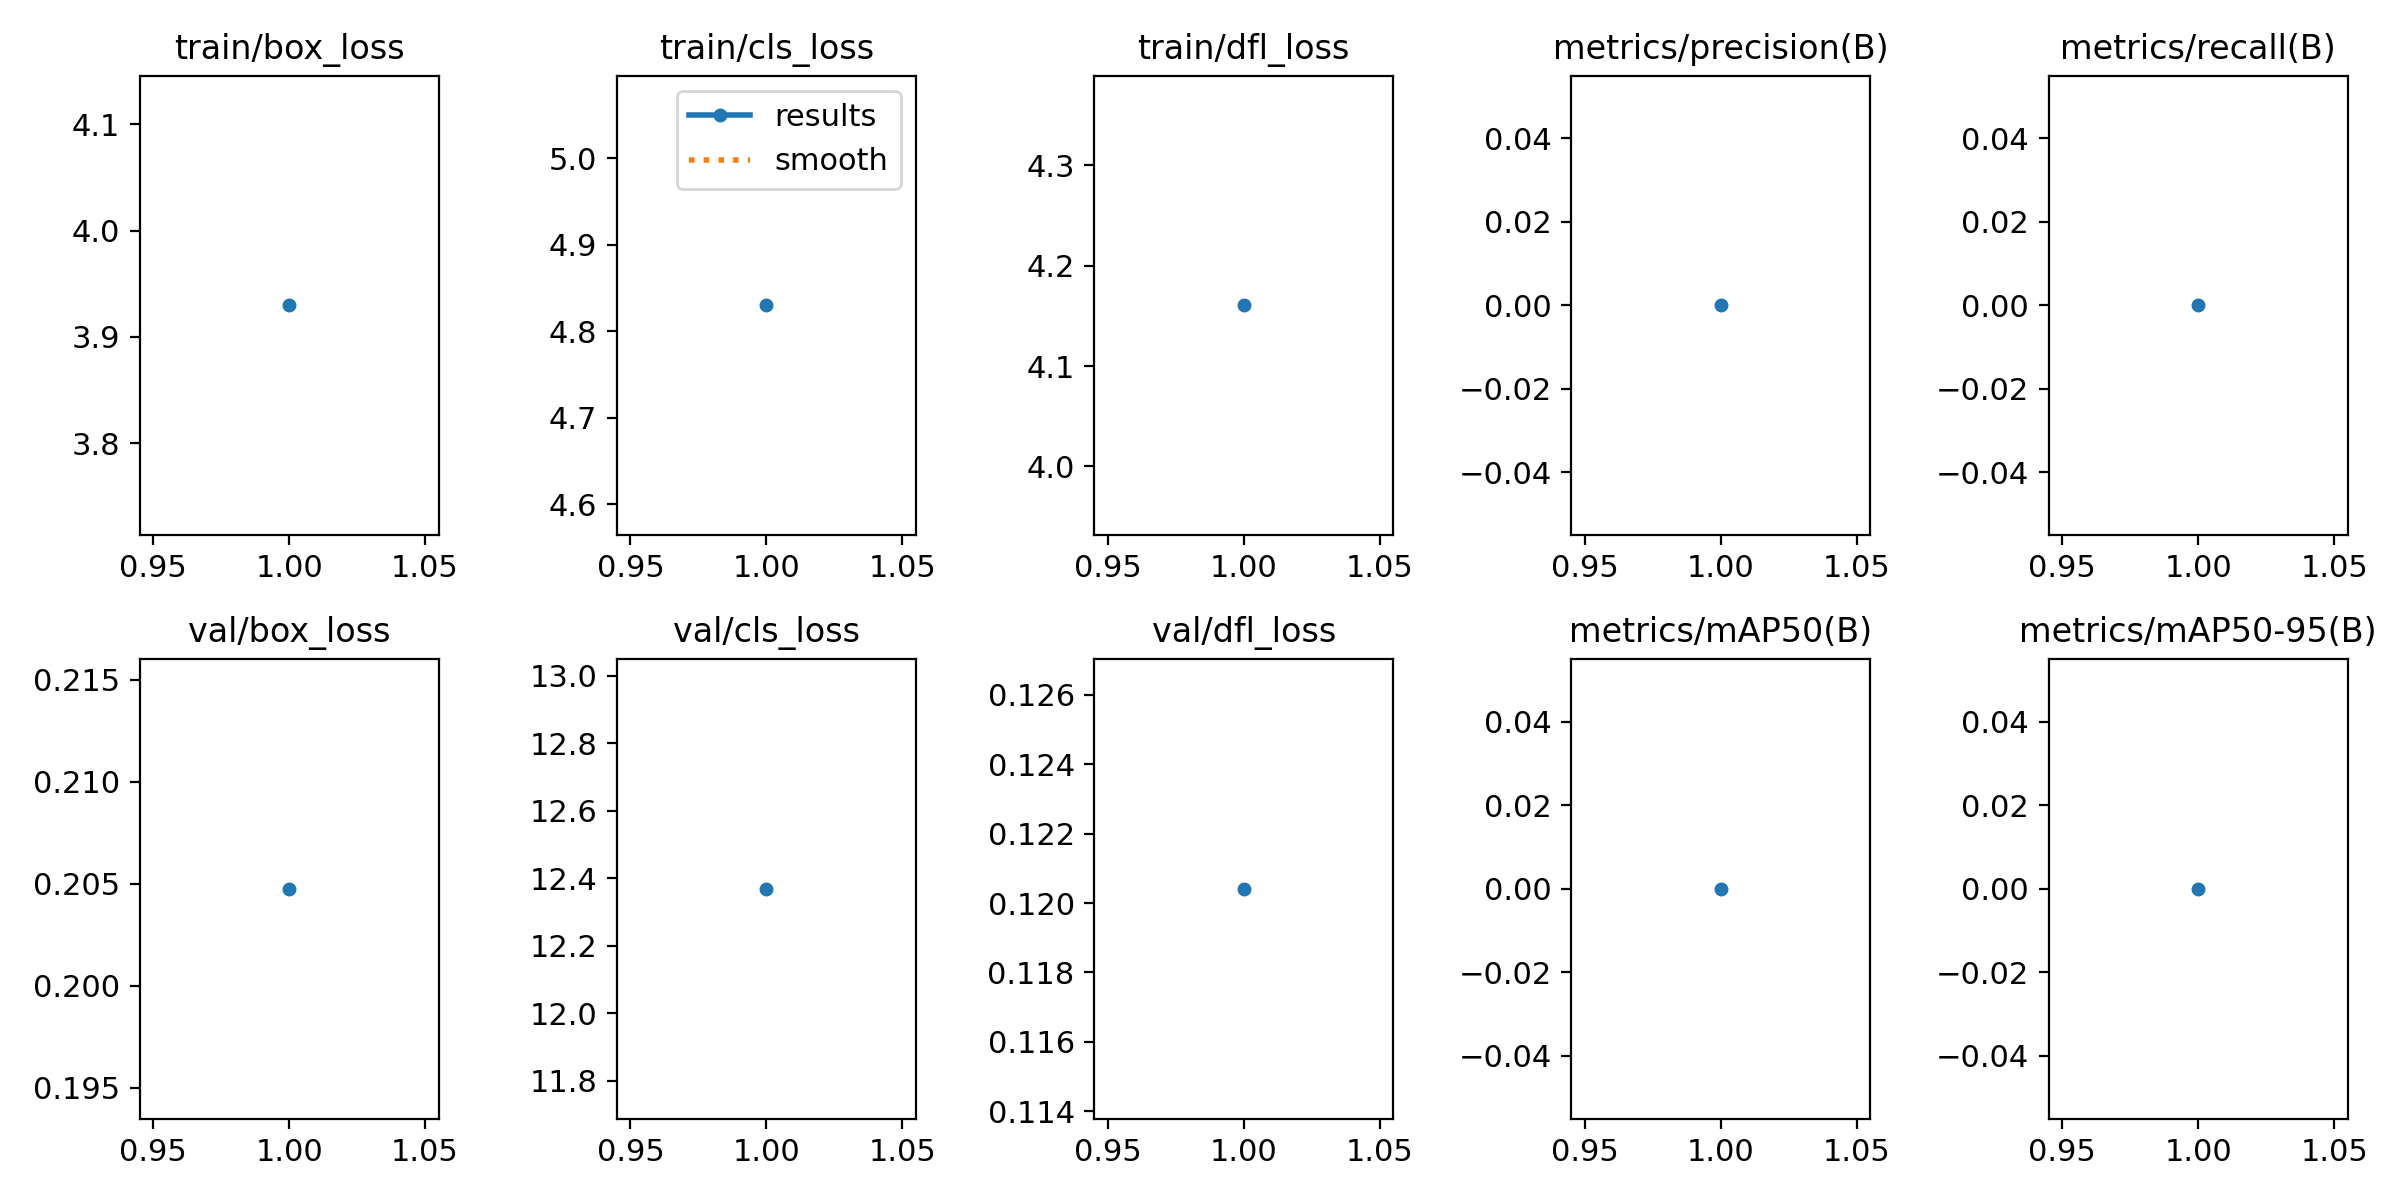 train/box_loss
4.1
4.0
3.9
3.8
0.95 1.00 1.05
train/cls_loss
results
smooth
5.0
4.9
4.8
4.7
4.6
0.95 1.00 1.05
train/dfl_loss
4.3
4.2
4.1
4.0
0.95 1.00 1.05
metrics/precision(B)
0.04
0.02
0.00
−0.02
−0.04
0.95 1.00 1.05
metrics/recall(B)
0.04
0.02
0.00
−0.02
−0.04
0.95 1.00 1.05
val/box_loss
0.215
0.210
0.205
0.200
0.195
0.95 1.00 1.05
val/cls_loss
13.0
12.8
12.6
12.4
12.2
12.0
11.8
0.95 1.00 1.05
val/dfl_loss
0.126
0.124
0.122
0.120
0.118
0.116
0.114
0.95 1.00 1.05
metrics/mAP50(B)
0.04
0.02
0.00
−0.02
−0.04
0.95 1.00 1.05
metrics/mAP50-95(B)
0.04
0.02
0.00
−0.02
−0.04
0.95 1.00 1.05